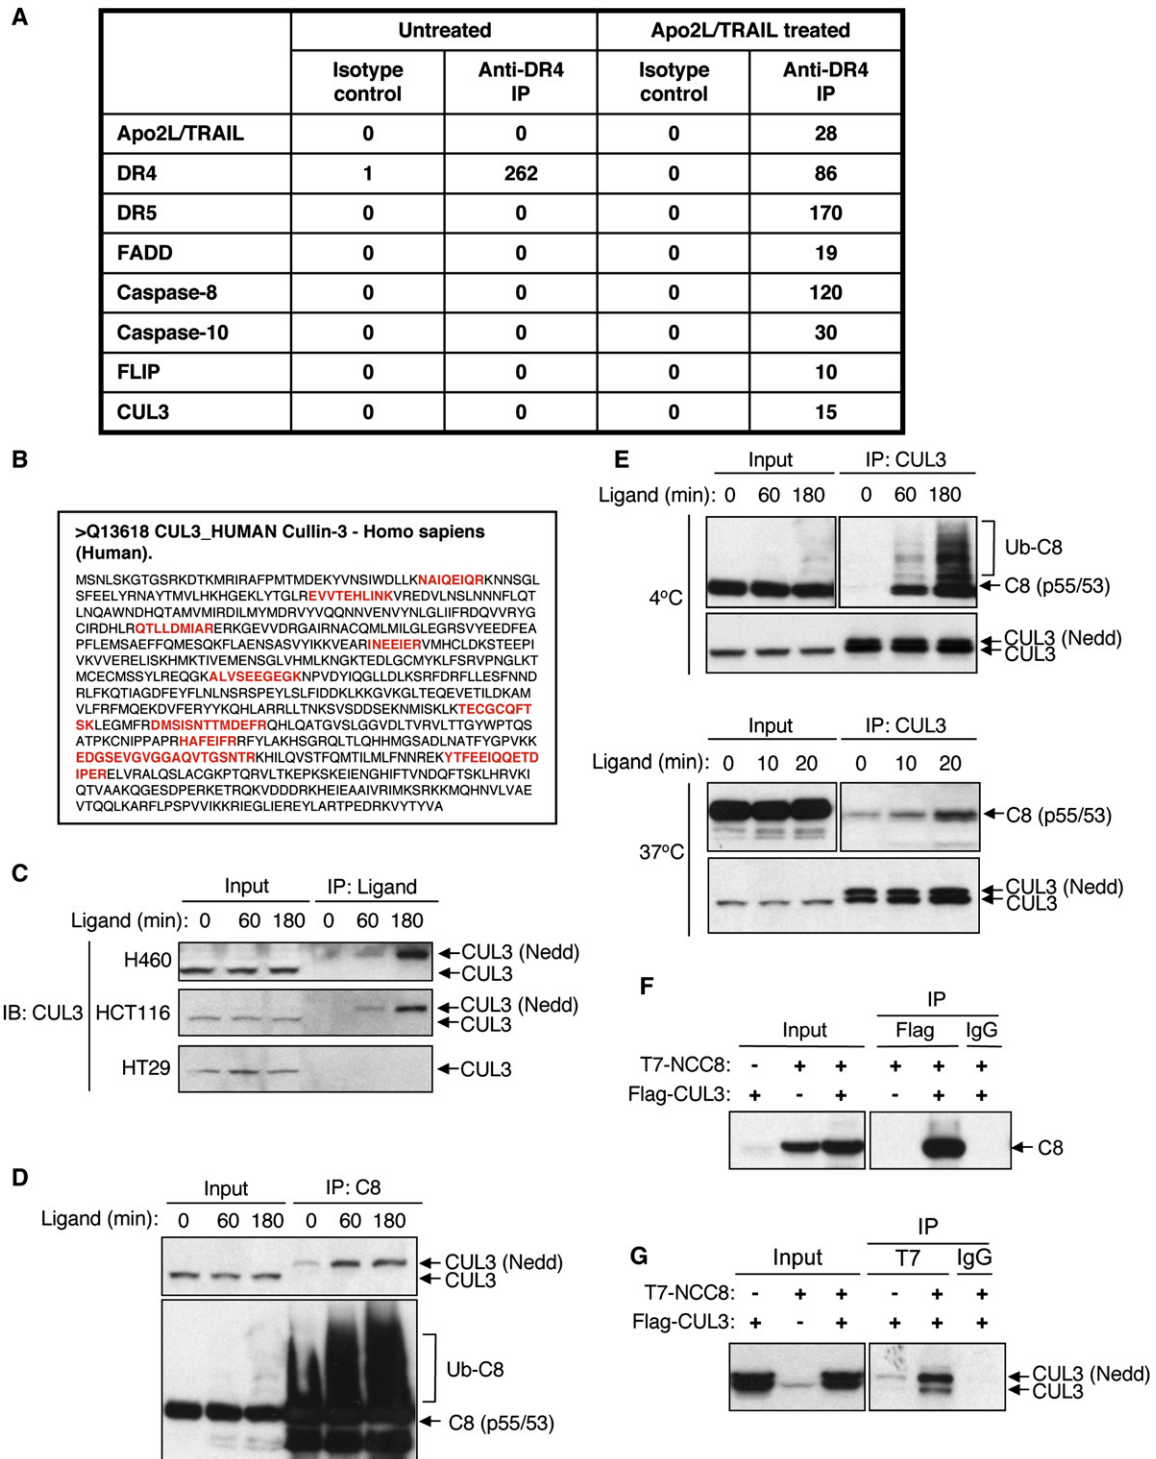 A
Untreated Apo2L/TRAIL treated
Isotype control Anti-DR4 IP Isotype control Anti-DR4 IP
Apo2L/TRAIL 0 0 0 28
DR4 1 262 0 86
DR5 0 0 0 170
FADD 0 0 0 19
Caspase-8 0 0 0 120
Caspase-10 0 0 0 30
FLIP 0 0 0 10
CUL3 0 0 0 15
B
>Q13618 CUL3_HUMAN Cullin-3 - Homo sapiens
(Human).
MSNLSKGTGSRKDTKMRIRAFPMTMDEKYVNSIWDLLKNAIQEIQRKNNSGL
SFEELYRNAYTMVLHKHGEKLYTGLREVVTEHLINKVREDVLNSLNNNFLQT
LNQAWNDHQTAMVMIRDILMYMDRVYVQQNNVENVYNLGLIIFRDQVVRYG
CIRDHLRQTLLDMIARERKGEVVDRGAIRNACQMLMILGLEGRSVYEEDFEA
PFLEMSAEFFQMESQKFLAENSASVYIKKVEARINEEIERVMHCLDKSTEEPI
VKVVERELISKHMKTIVEMENSGLVHMLKNGKTEDLGCMYKLFSRVPNGLKT
MCECMSSYLREQGKALVSEEGEGKNPVDYIQGLLDLKSRFDRFLLESFNND
RLFKQTIAGDFEYFLNLNSRSPEYLSLFIDDKLKKGVKGLTEQEVETILDKAM
VLFRFMQEKDVFERYYKQHLARRLLTNKSVSDDSEKNMISKLKTECGCQFT
SKLEGMFRDMSISNTTMDEFRQHLQATGVSLGGVDLTVRVLTTGYWPTQS
ATPKCNIPPAPRHAFEIFRRFYLAKHSGRQLTLQHHMGSADLNATFYGPVKK
EDGSEVGVGGAQVTGSNTRKHILQVSTFQMTILMLFNNREKYTFEEIQQETD
IPERELVRALQSLACGKPTQRVLTKEPKSKEIENGHIFTVNDQFTSKLHRVKI
QTVAAKQGESDPERKETRQKVDDDRKHEIEAAIVRIMKSRKKMQHNVLVAE
VTQQLKARFLPSPVVIKKRIEGLIEREYLARTPEDRKVYTYVA
C
Input IP: Ligand
Ligand (min): 0 60 180 0 60 180
IB: CUL3
H460 CUL3 (Nedd)
CUL3
HCT116 CUL3 (Nedd)
CUL3
HT29 CUL3
D
Input IP: C8
Ligand (min): 0 60 180 0 60 180
CUL3 (Nedd)
CUL3
Ub-C8
C8 (p55/53)
E
Input IP: CUL3
Ligand (min): 0 60 180 0 60 180
4ºC
Ub-C8
C8 (p55/53)
CUL3 (Nedd)
CUL3
Input IP: CUL3
Ligand (min): 0 10 20 0 10 20
37ºC
C8 (p55/53)
CUL3 (Nedd)
CUL3
F
IP
Input Flag IgG
T7-NCC8: - + + + + +
Flag-CUL3: + - + - + +
C8
G
IP
Input T7 IgG
T7-NCC8: - + + - + +
Flag-CUL3: + - + + + +
CUL3 (Nedd)
CUL3